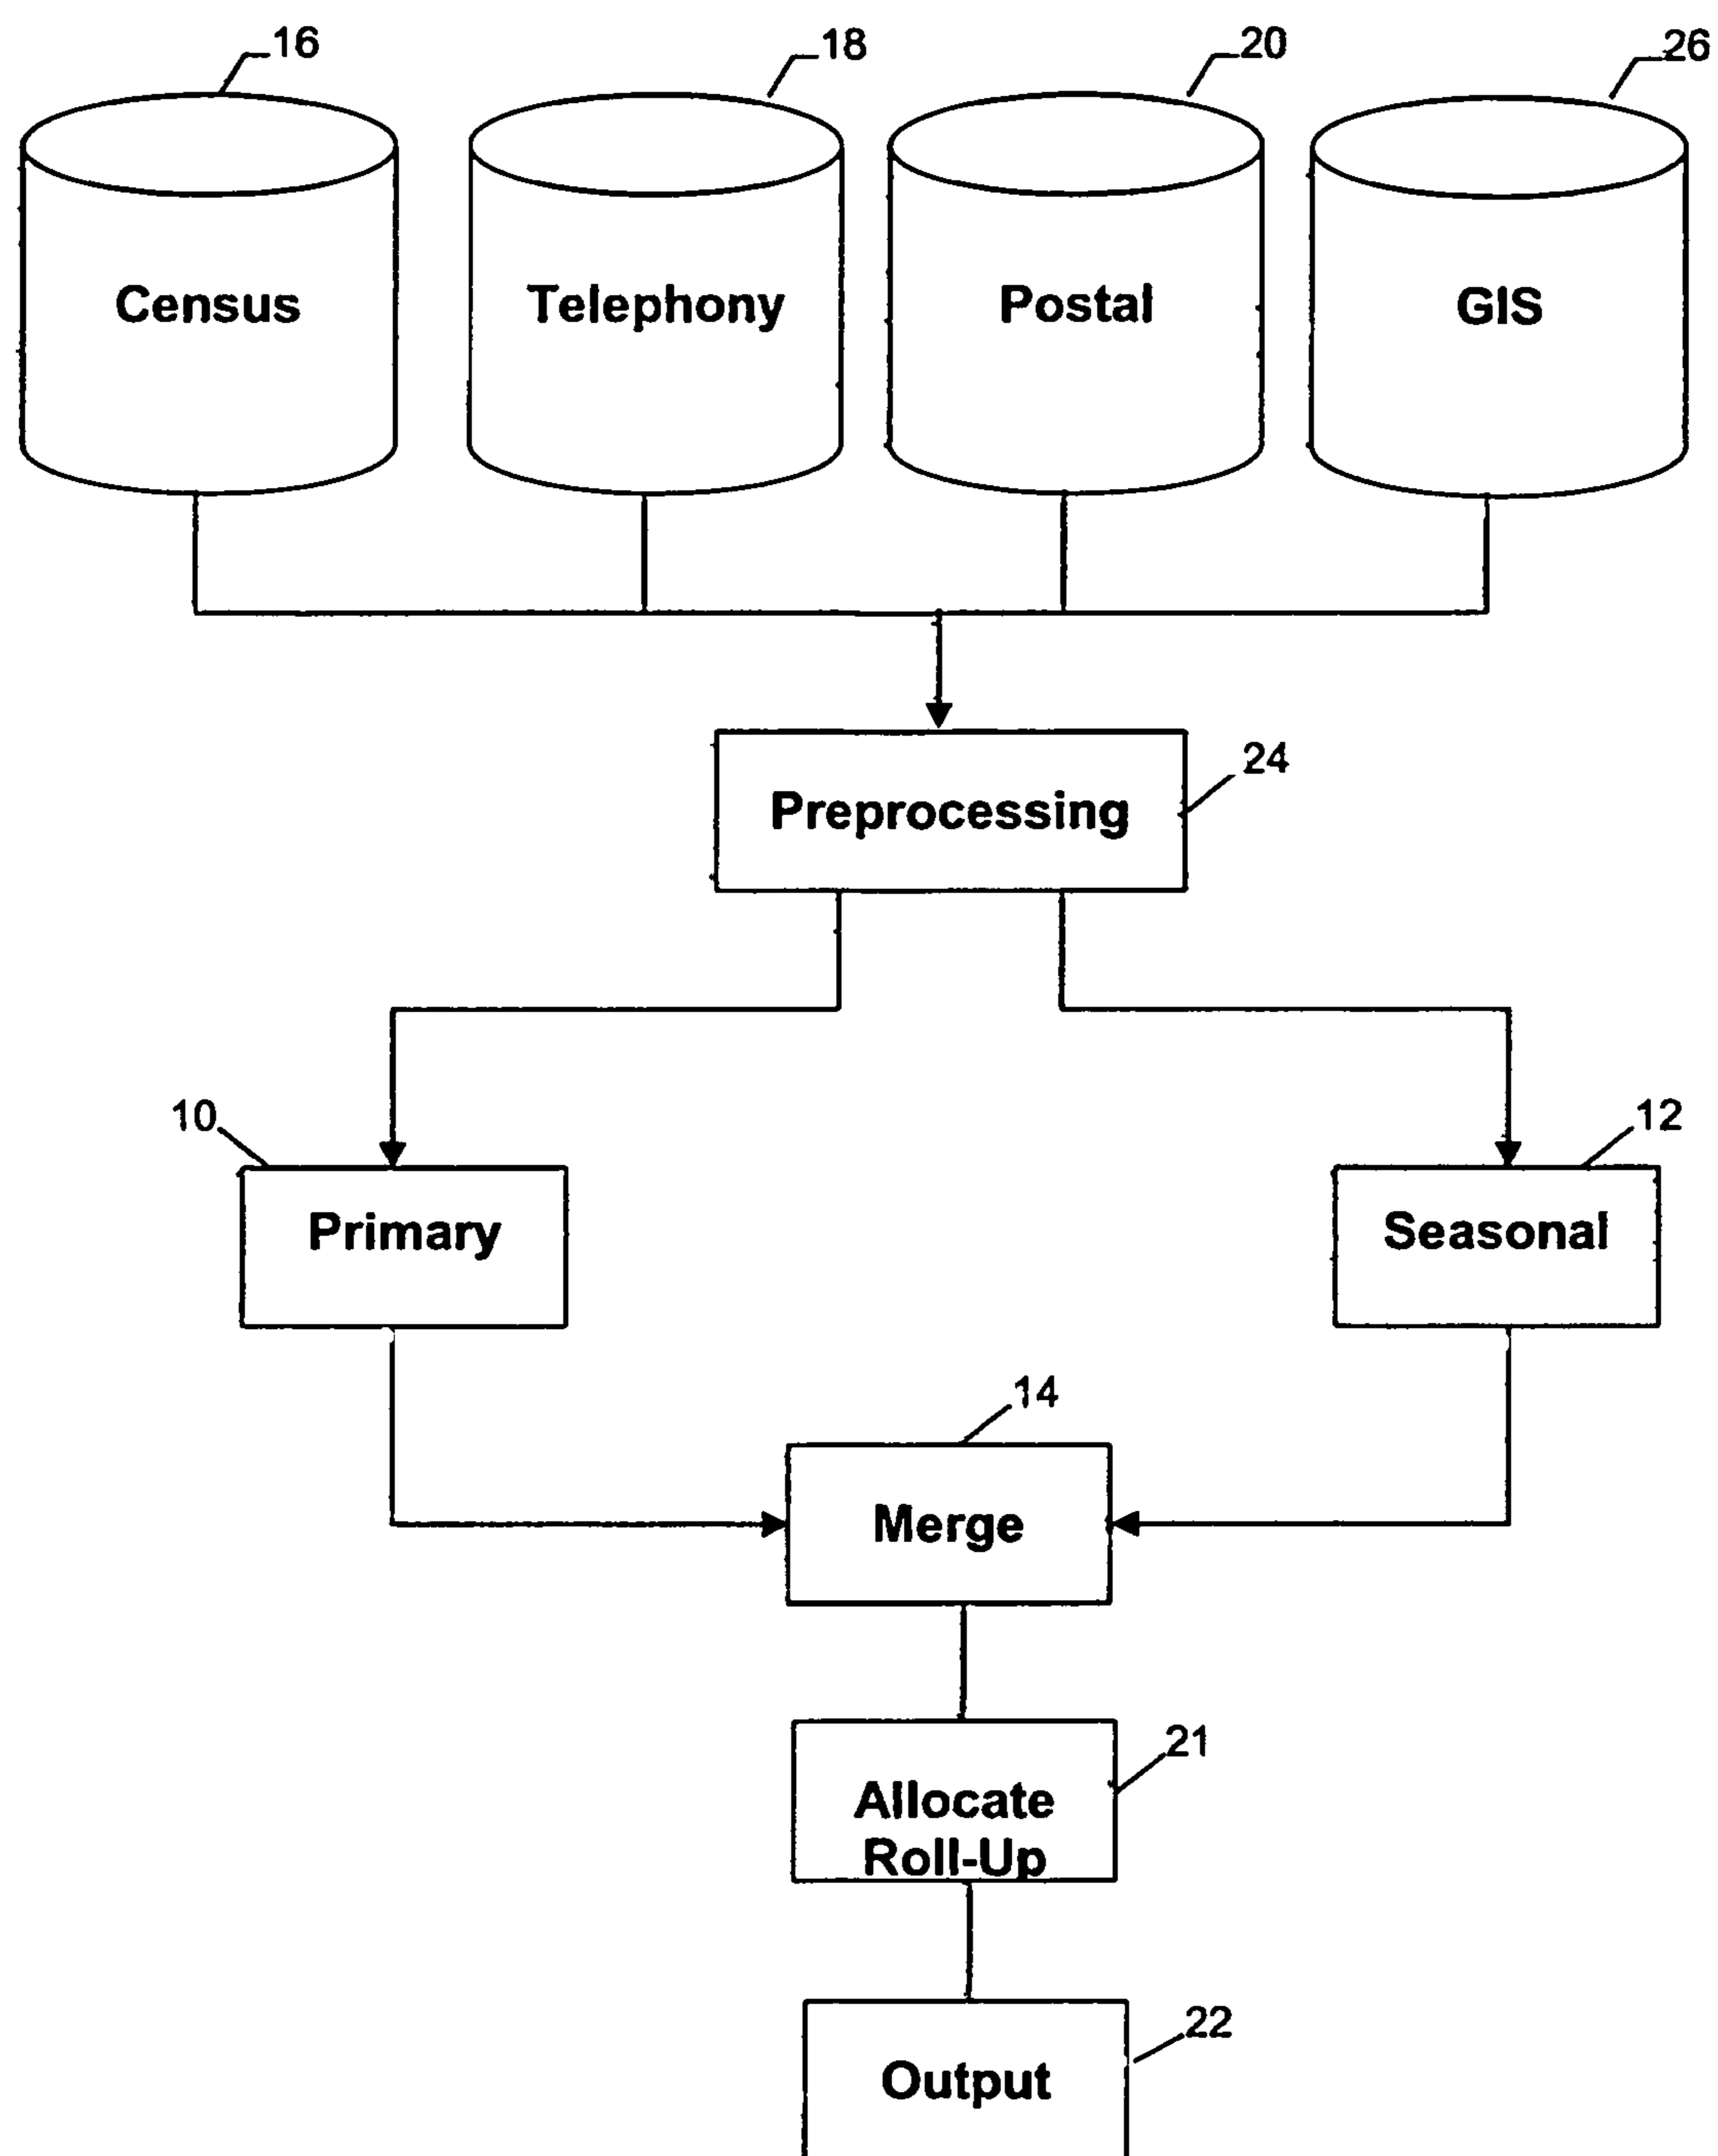 16
18
20
26
Census
Telephony
Postal
GIS
24
Preprocessing
10
12
Primary
Seasonal
14
Merge
21
Allocate
Roll-Up
22
Output